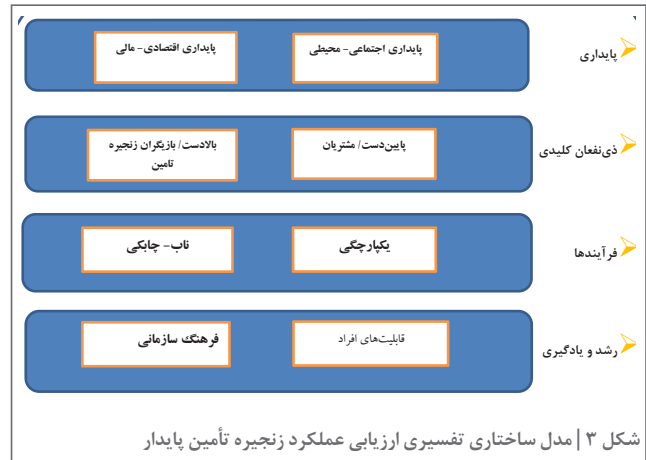 پایداری
پایداری اجتماعی- محیطی
پایداری اقتصادی- مالی
ذی‌نفعان کلیدی
پایین‌دست/ مشتریان
بالادست/ بازیگران زنجیره
تامین
فرآیندها
یکپارچگی
ناب- چابکی
رشد و یادگیری
قابلیت‌های افراد
فرهنگ سازمانی
شکل ۳ | مدل ساختاری تفسیری ارزیابی عملکرد زنجیره تأمین پایدار